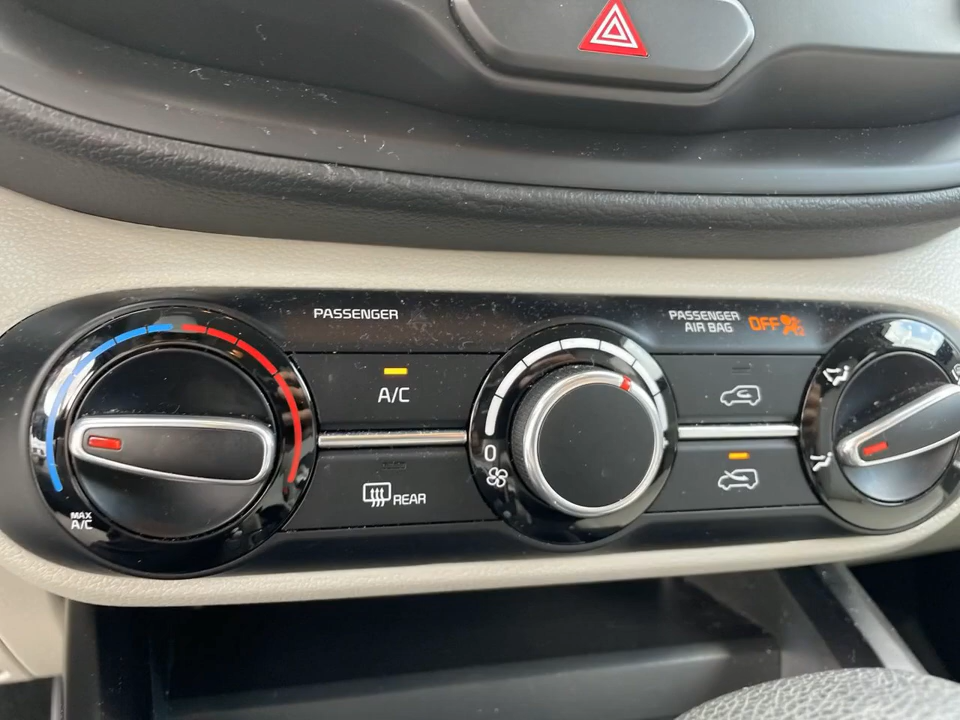 PASSENGER
PASSENGER
AIR BAG
OFF
A/C
0
REAR
MAX
A/C